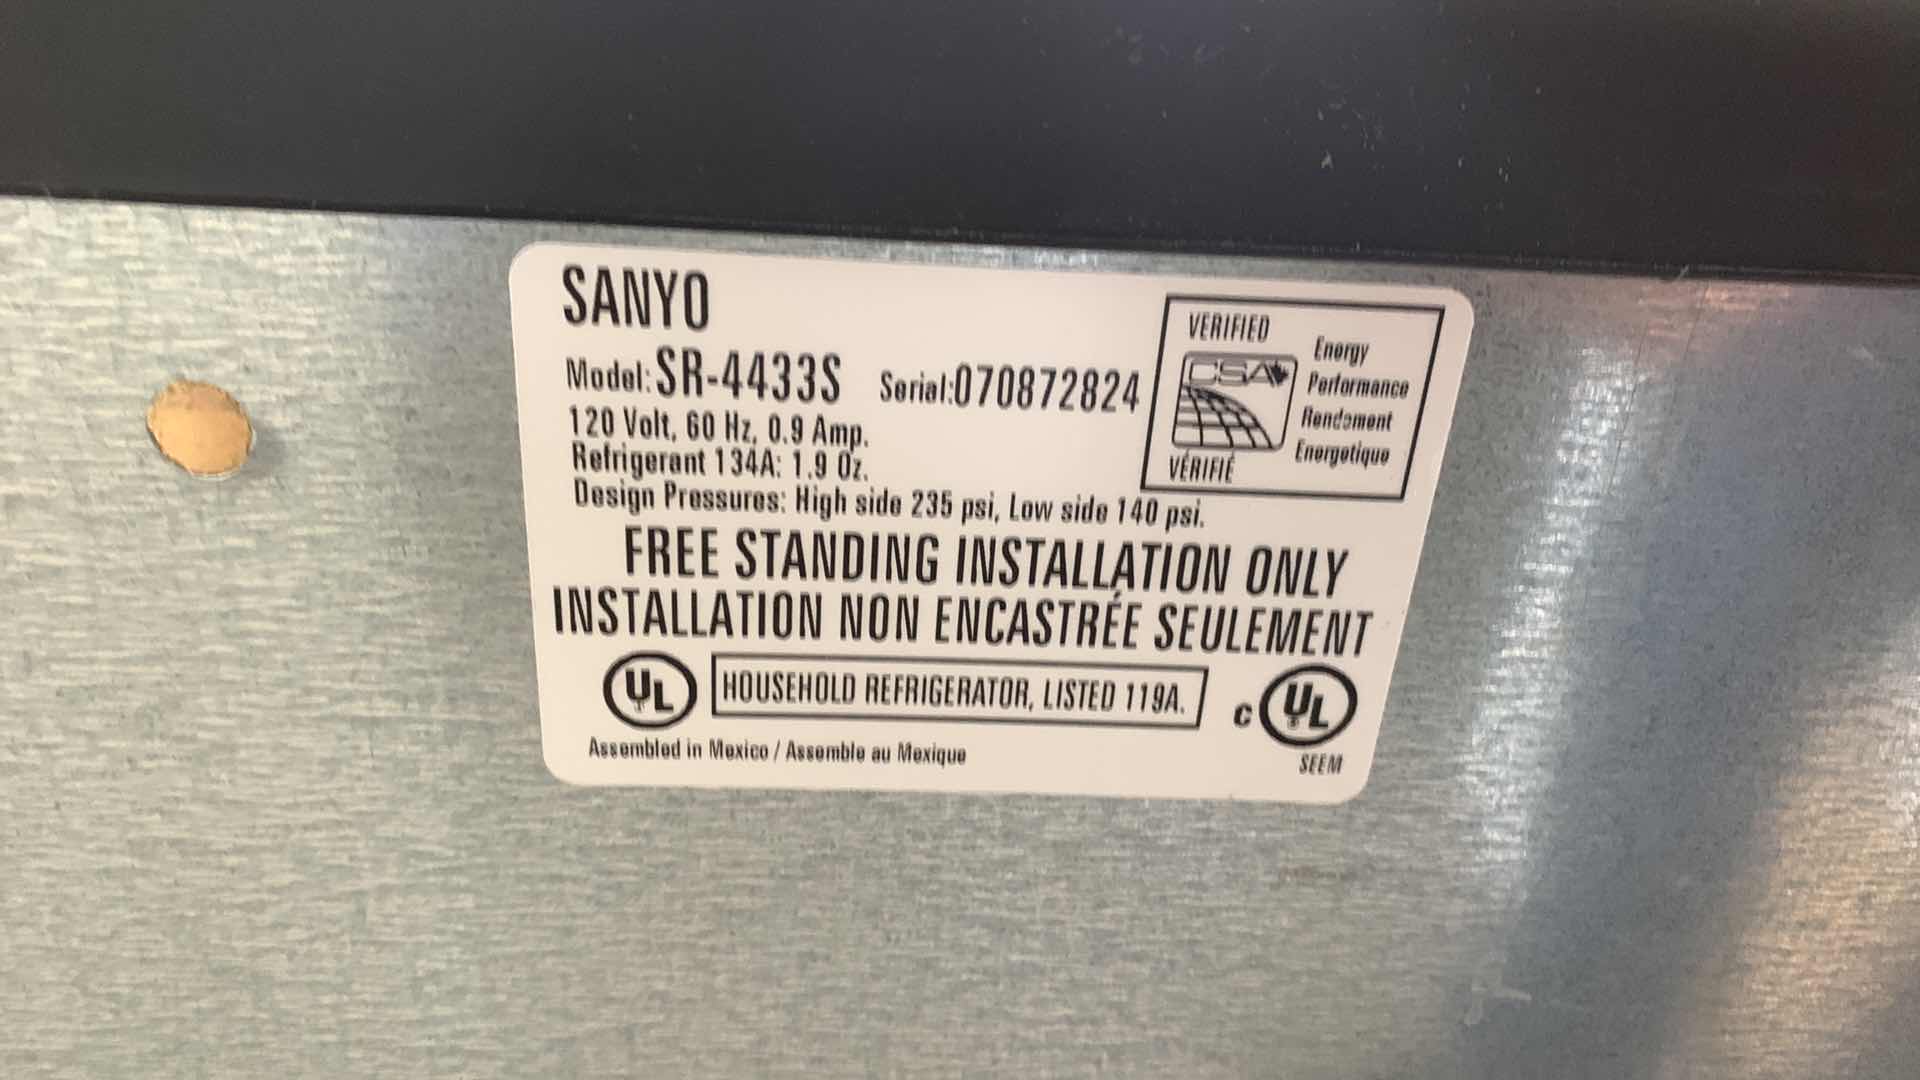 SANYO
Model: SR-4433S Serial:070872824
120 Volt, 60 Hz, 0.9 Amp.
Refrigerant 134A: 1.9 Oz.
Design Pressures: High side 235 psi, Low side 140 psi.
VERIFIED
CSA
VÉRIFIÉ
Energy
Performance
Rendement
Energetique
FREE STANDING INSTALLATION ONLY
INSTALLATION NON ENCASTRÉE SEULEMENT
UL HOUSEHOLD REFRIGERATOR, LISTED 119A. C UL
Assembled in Mexico / Assemble au Mexique SEEM